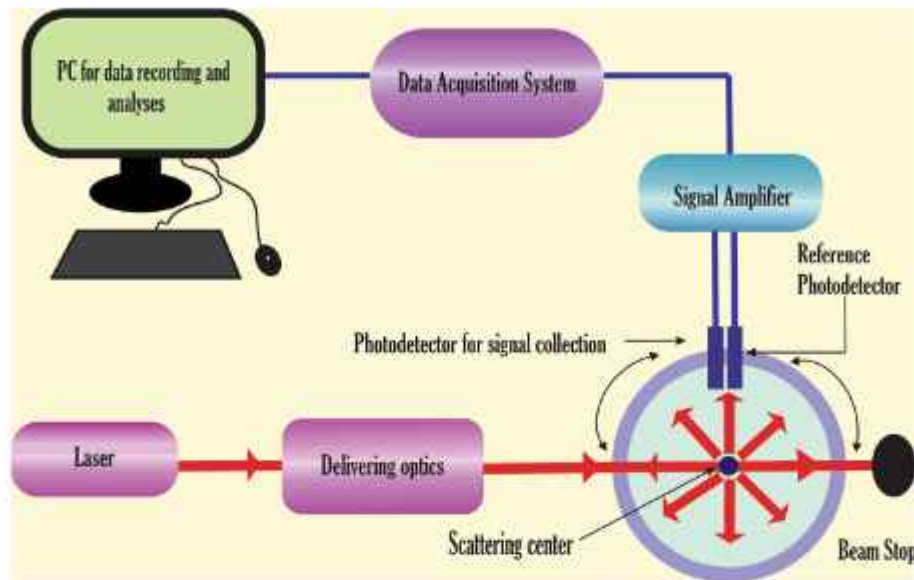 PC for data recording and
analyses
Data Acquisition System
Signal Amplifier
Reference
Photodetector
Photodetector for signal collection
Laser
Delivering optics
Scattering center
Beam Stop